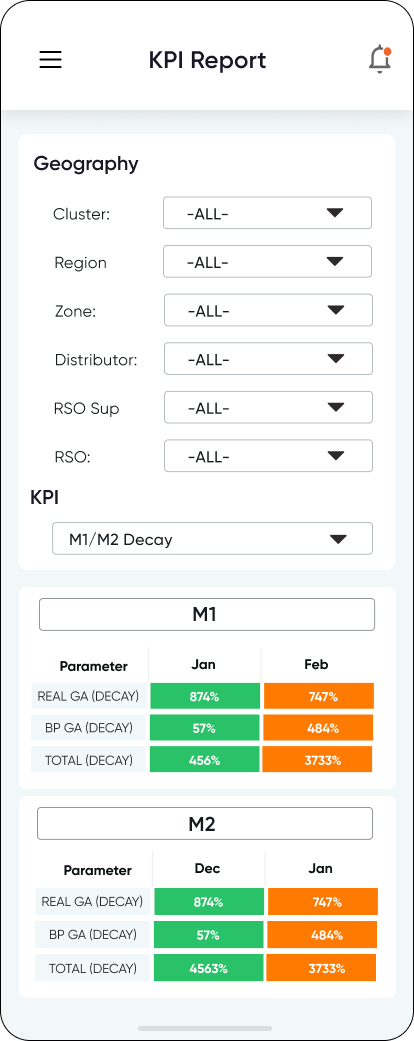 KPI Report
Geography
Cluster: -ALL-
Region -ALL-
Zone: -ALL-
Distributor: -ALL-
RSO Sup -ALL-
RSO: -ALL-
KPI
M1/M2 Decay
M1
Parameter Jan Feb
REAL GA (DECAY) 874% 747%
BP GA (DECAY) 57% 484%
TOTAL (DECAY) 456% 3733%
M2
Parameter Dec Jan
REAL GA (DECAY) 874% 747%
BP GA (DECAY) 57% 484%
TOTAL (DECAY) 4563% 3733%